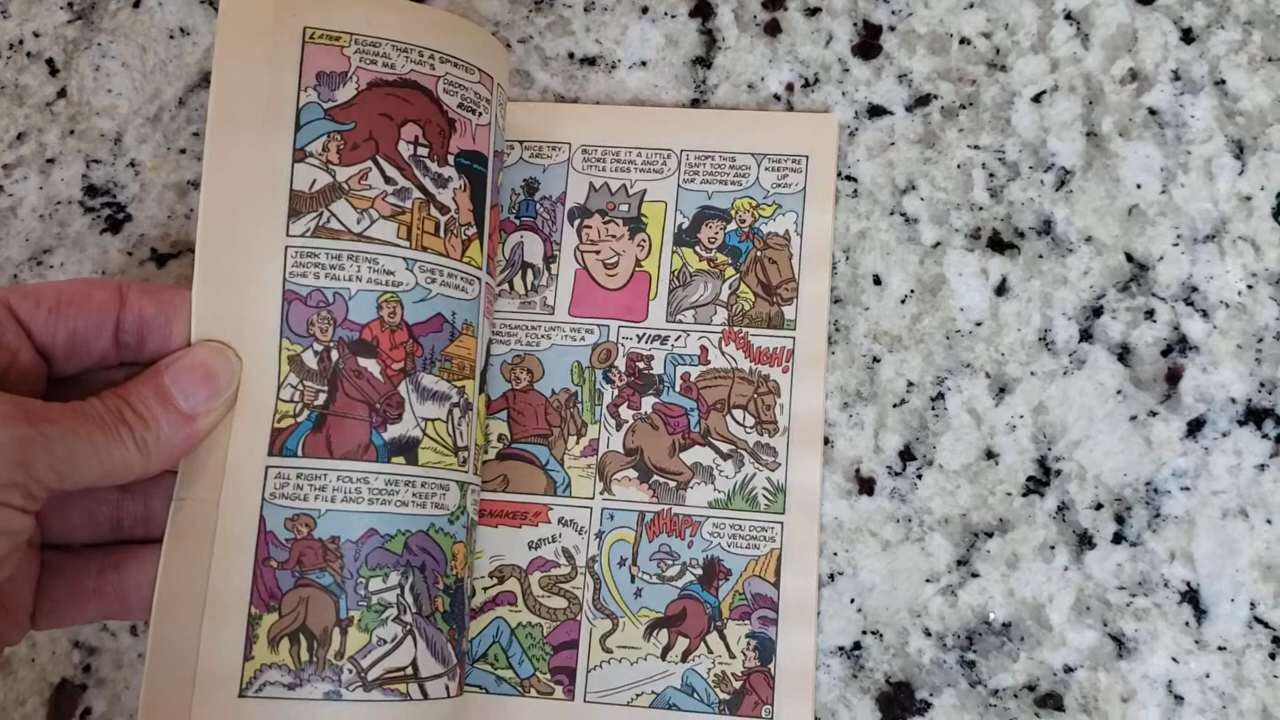 LATER-
EGAD! THAT'S A SPIRITED
ANIMAL! THAT'S
FOR ME!
DADDY! YOU'RE
NOT GOING TO
RIDE?
JERK THE REINS,
ANDREWS! I THINK
SHE'S FALLEN ASLEEP!
SHE'S MY KIND
OF ANIMAL!
ALL RIGHT, FOLKS! WE'RE RIDING
UP IN THE HILLS TODAY! KEEP IT
SINGLE FILE AND STAY ON THE TRAIL
NICE TRY,
ARCH!
BUT GIVE IT A LITTLE
MORE DRAWL AND A
LITTLE LESS TWANG!
I HOPE THIS
ISN'T TOO MUCH
FOR DADDY AND
MR. ANDREWS!
THEY'RE
KEEPING
UP
OKAY!
DISMOUNT UNTIL WE'RE
BRUSH, FOLKS! IT'S A
PLACE
...YIPE!
NEIIIGH!
SNAKES!!
RATTLE!
RATTLE!
WHAP!
NO YOU DON'T,
YOU VENOMOUS
VILLAIN!
9